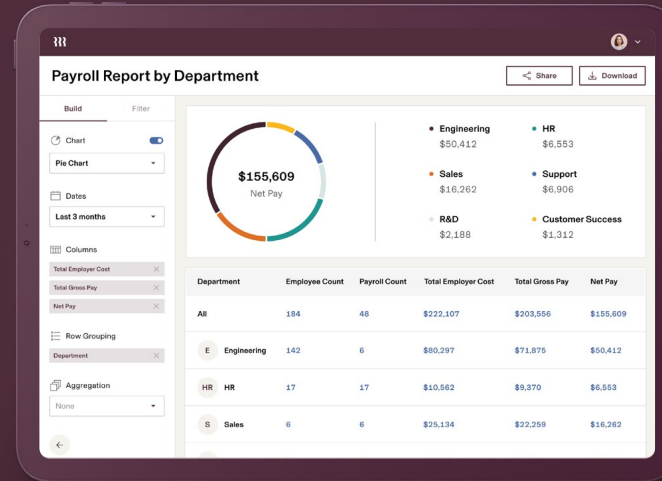 Payroll Report by Department
Share
Download
Build
Filter
Chart
Pie Chart
Dates
Last 3 months
Columns
Total Employer Cost
Total Gross Pay
Net Pay
Row Grouping
Department
Aggregation
None
$155,609
Net Pay
Engineering
$50,412
HR
$6,553
Sales
$16,262
Support
$6,906
R&D
$2,188
Customer Success
$1,312
Department Employee Count Payroll Count Total Employer Cost Total Gross Pay Net Pay
All 184 48 $222,107 $203,556 $155,609
E Engineering 142 6 $80,297 $71,875 $50,412
HR HR 17 17 $10,562 $9,370 $6,553
S Sales 6 6 $25,134 $22,259 $16,262